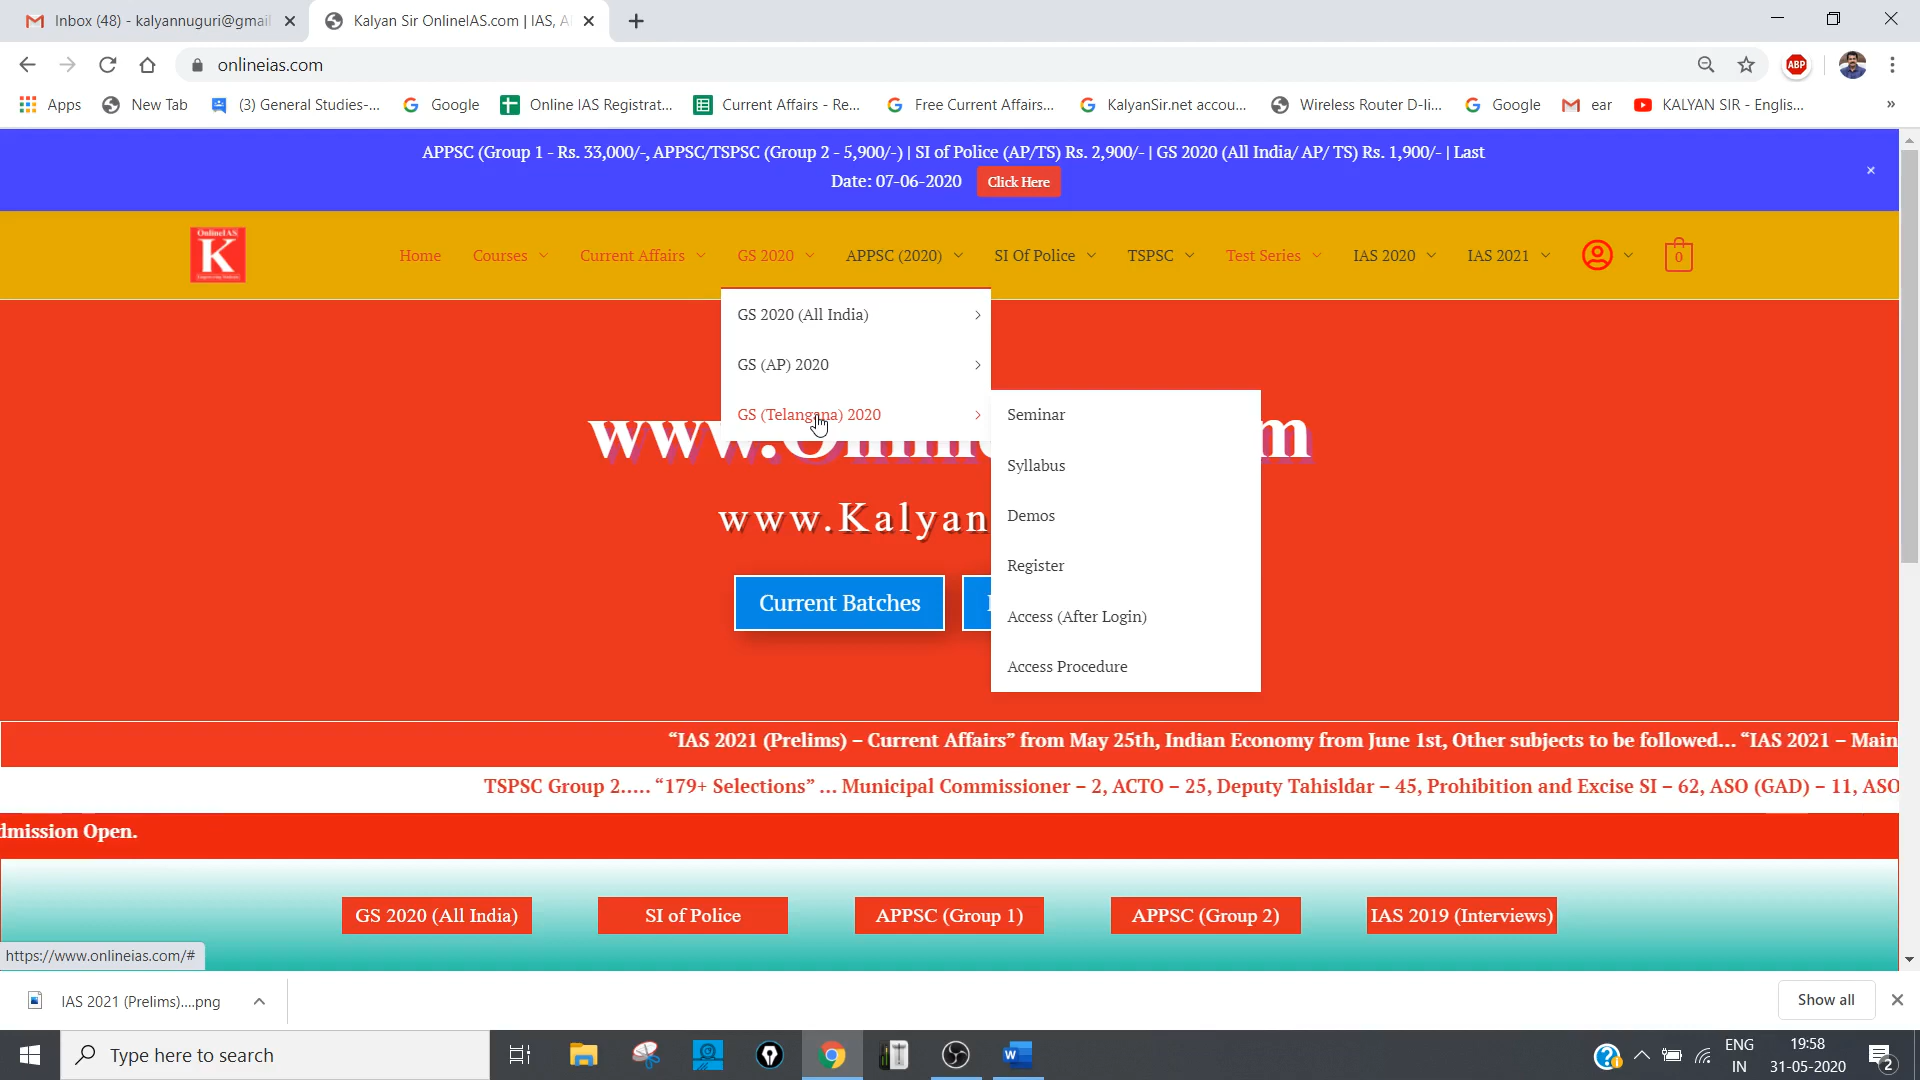 Inbox (48) - kalyannuguri@gmail
Kalyan Sir OnlineIAS.com | IAS, A
onlineias.com
ABP
Apps
New Tab
(3) General Studies-...
Google
Online IAS Registrat...
Current Affairs - Re...
Free Current Affairs...
KalyanSir.net accou...
Wireless Router D-li...
Google
ear
KALYAN SIR - Englis...
»
APPSC (Group 1 - Rs. 33,000/-, APPSC/TSPSC (Group 2 - 5,900/-) | SI of Police (AP/TS) Rs. 2,900/- | GS 2020 (All India/ AP/ TS) Rs. 1,900/- | Last
Date: 07-06-2020 Click Here
OnlineIAS
K
Home
Courses
Current Affairs
GS 2020
APPSC (2020)
SI Of Police
TSPSC
Test Series
IAS 2020
IAS 2021
0
GS 2020 (All India)
GS (AP) 2020
GS (Telangana) 2020
Seminar
Syllabus
Demos
Register
Access (After Login)
Access Procedure
www.Kalyan
Current Batches
“IAS 2021 (Prelims) – Current Affairs” from May 25th, Indian Economy from June 1st, Other subjects to be followed... “IAS 2021 – Main
TSPSC Group 2..... “179+ Selections” ... Municipal Commissioner – 2, ACTO – 25, Deputy Tahisldar – 45, Prohibition and Excise SI – 62, ASO (GAD) – 11, ASO
dmission Open.
GS 2020 (All India)
SI of Police
APPSC (Group 1)
APPSC (Group 2)
IAS 2019 (Interviews)
https://www.onlineias.com/#
IAS 2021 (Prelims)....png
Show all
Type here to search
ENG
IN
19:58
31-05-2020
2